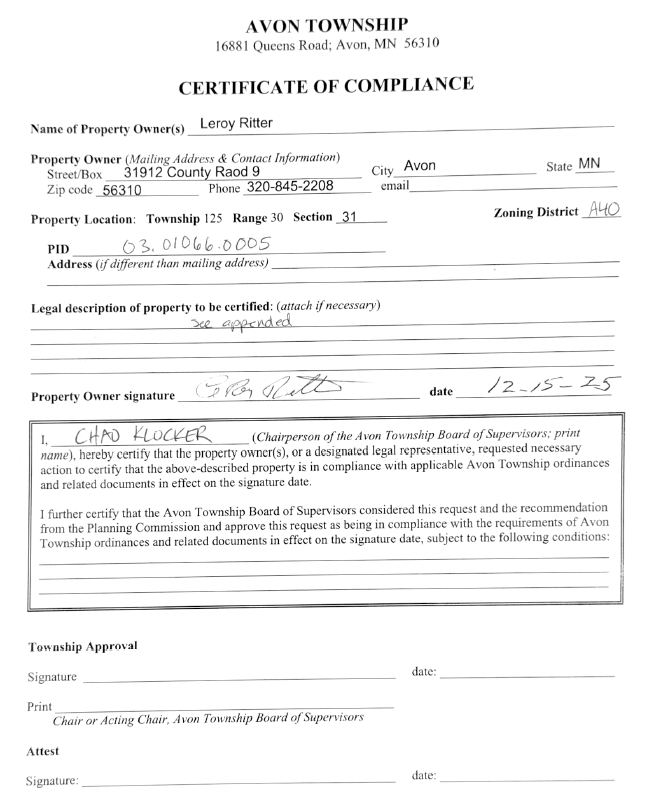 AVON TOWNSHIP
16881 Queens Road; Avon, MN 56310
CERTIFICATE OF COMPLIANCE
Name of Property Owner(s) Leroy Ritter
Property Owner (Mailing Address & Contact Information)
Street/Box 31912 County Raod 9 City Avon State MN
Zip code 56310 Phone 320-845-2208 email
Property Location: Township 125 Range 30 Section 31 Zoning District A40
PID 03.01066.0005
Address (if different than mailing address)
Legal description of property to be certified: (attach if necessary)
see appended
Property Owner signature LeRoy Ritter date 12-15-25
I, CHAD KLOCKER (Chairperson of the Avon Township Board of Supervisors; print
name), hereby certify that the property owner(s), or a designated legal representative, requested necessary
action to certify that the above-described property is in compliance with applicable Avon Township ordinances
and related documents in effect on the signature date.
I further certify that the Avon Township Board of Supervisors considered this request and the recommendation
from the Planning Commission and approve this request as being in compliance with the requirements of Avon
Township ordinances and related documents in effect on the signature date, subject to the following conditions:
Township Approval
Signature date:
Print
Chair or Acting Chair, Avon Township Board of Supervisors
Attest
Signature: date: